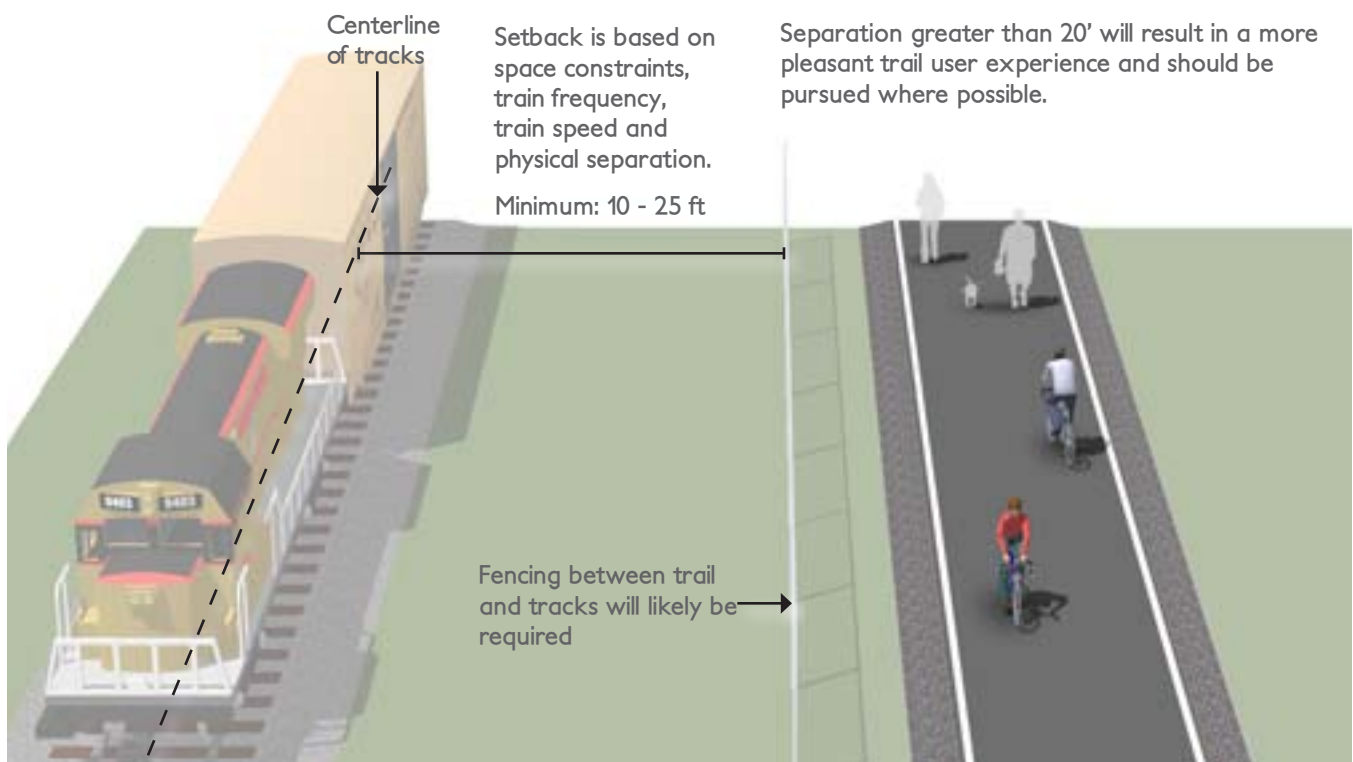 Centerline
of tracks
Setback is based on
space constraints,
train frequency,
train speed and
physical separation.
Minimum: 10 - 25 ft
Separation greater than 20’ will result in a more
pleasant trail user experience and should be
pursued where possible.
Fencing between trail
and tracks will likely be
required